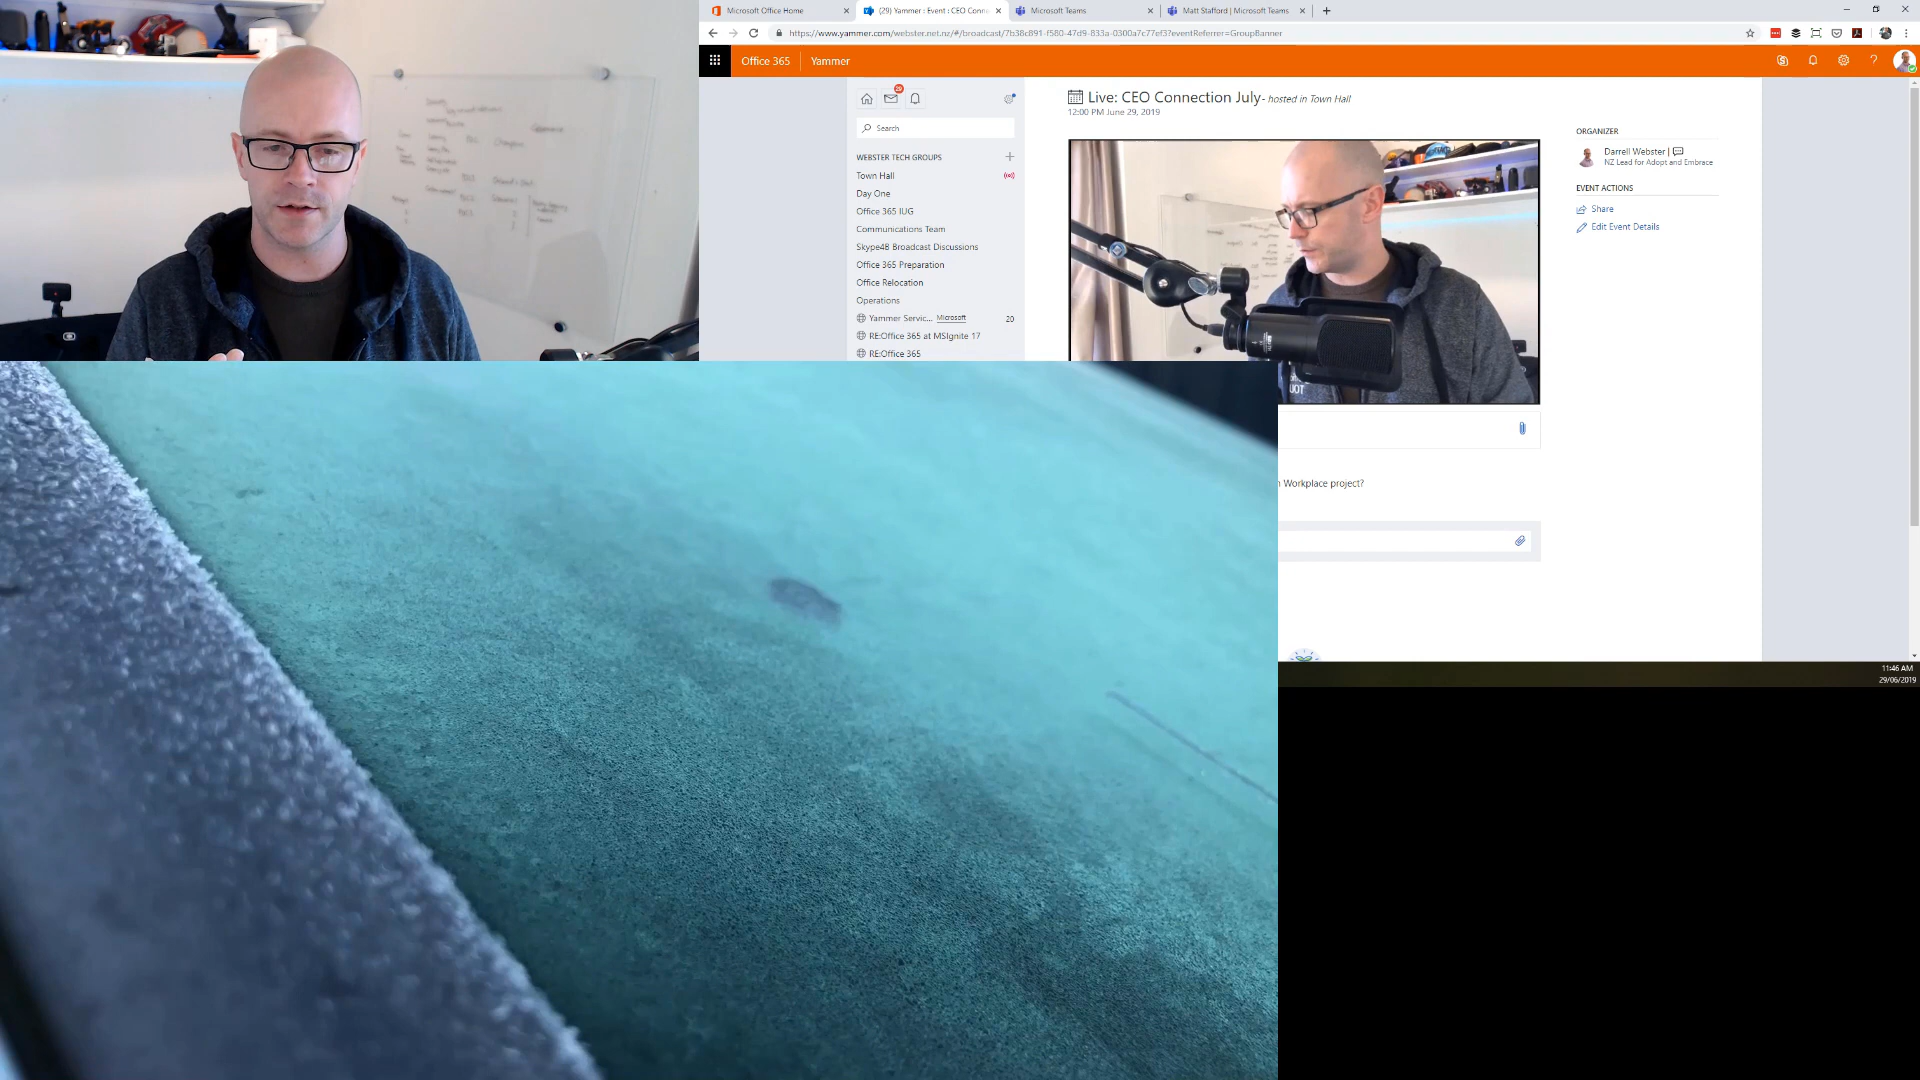 Microsoft Office Home
(29) Yammer : Event : CEO Conn
Microsoft Teams
Matt Stafford | Microsoft Teams
https://www.yammer.com/webster.net.nz/#/broadcast/7b38c891-f580-47d9-833a-0300a7c77ef3?eventReferrer=GroupBanner
Office 365
Yammer
29
Search
WEBSTER TECH GROUPS
Town Hall
Day One
Office 365 IUG
Communications Team
Skype4B Broadcast Discussions
Office 365 Preparation
Office Relocation
Operations
Yammer Servic... Microsoft 20
RE:Office 365 at MSIgnite 17
RE:Office 365
Live: CEO Connection July- hosted in Town Hall
12:00 PM June 29, 2019
ORGANIZER
Darrell Webster |
NZ Lead for Adopt and Embrace
EVENT ACTIONS
Share
Edit Event Details
Workplace project?
11:46 AM
29/06/2019